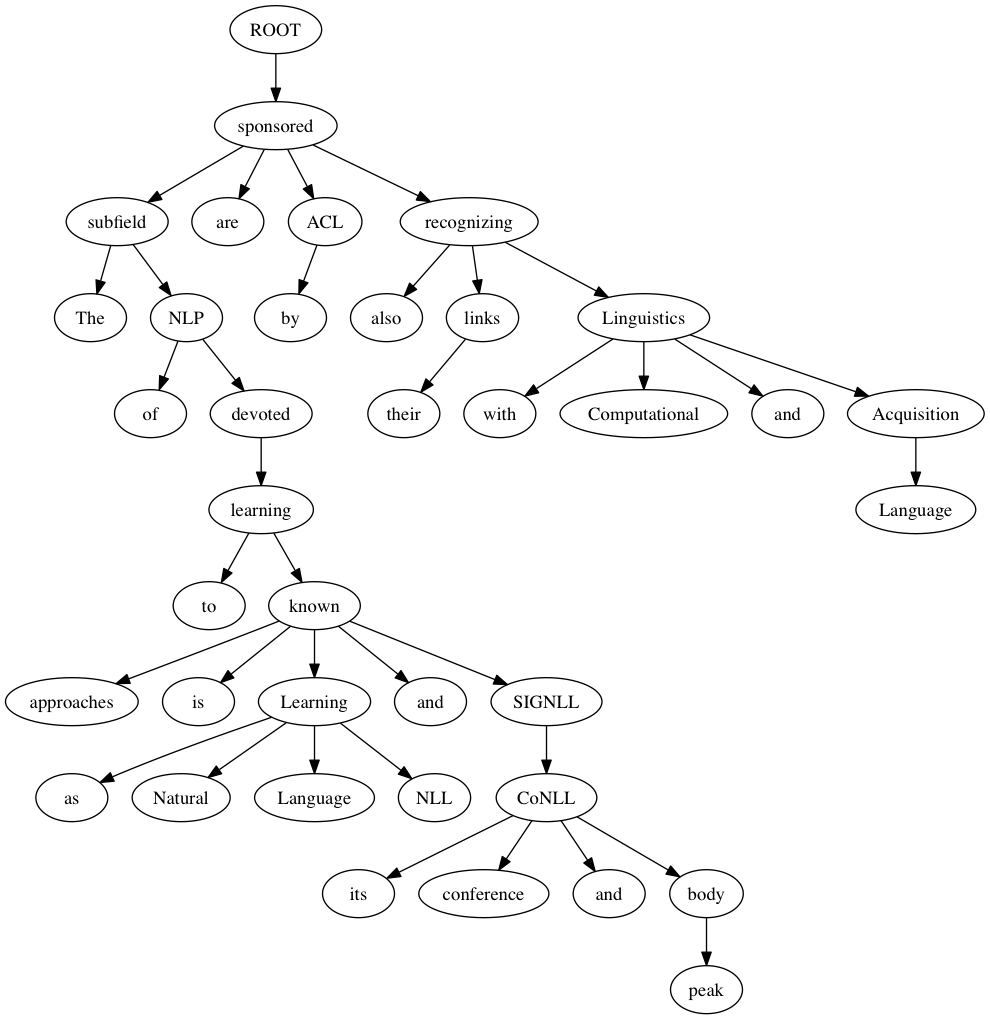 ROOT
sponsored
subfield are ACL recognizing
The NLP by also links Linguistics
of devoted their with Computational and Acquisition
learning Language
to known
approaches is Learning and SIGNLL
as Natural Language NLL CoNLL
its conference and body
peak